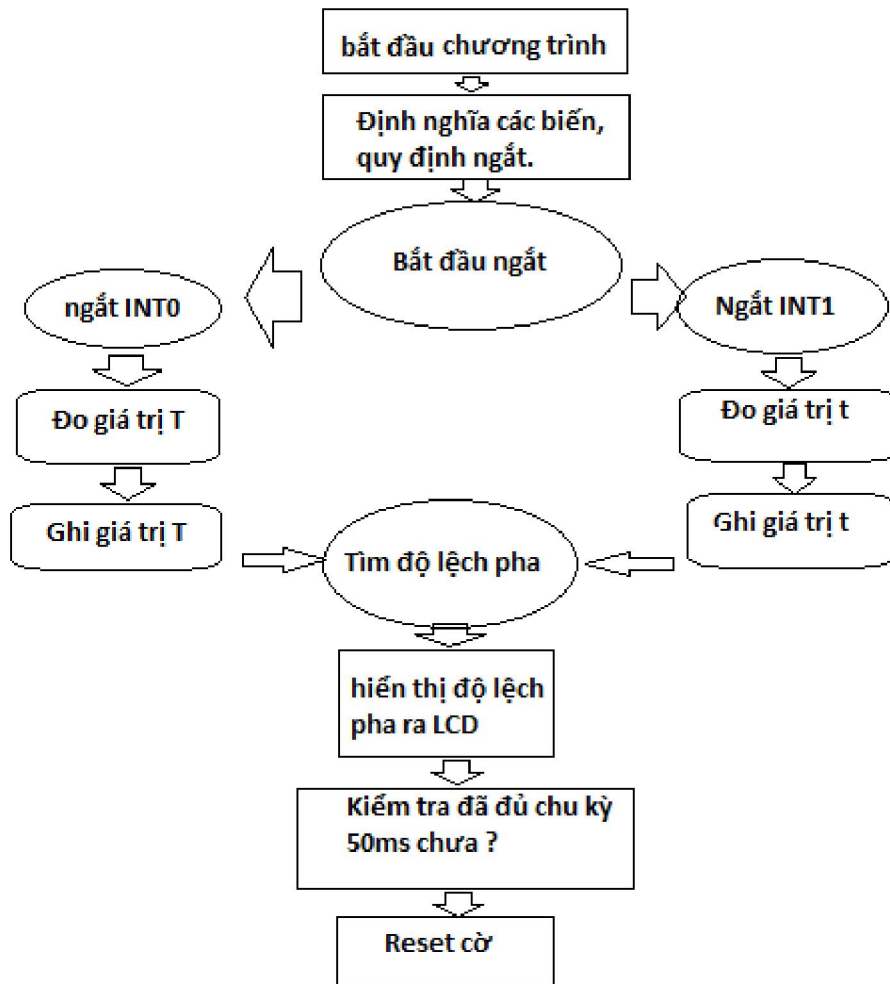 bắt đầu chương trình
Định nghĩa các biến,
quy định ngắt.
Bắt đầu ngắt
ngắt INT0
Ngắt INT1
Đo giá trị T
Đo giá trị t
Ghi giá trị T
Ghi giá trị t
Tìm độ lệch pha
hiển thị độ lệch
pha ra LCD
Kiểm tra đã đủ chu kỳ
50ms chưa ?
Reset cờ